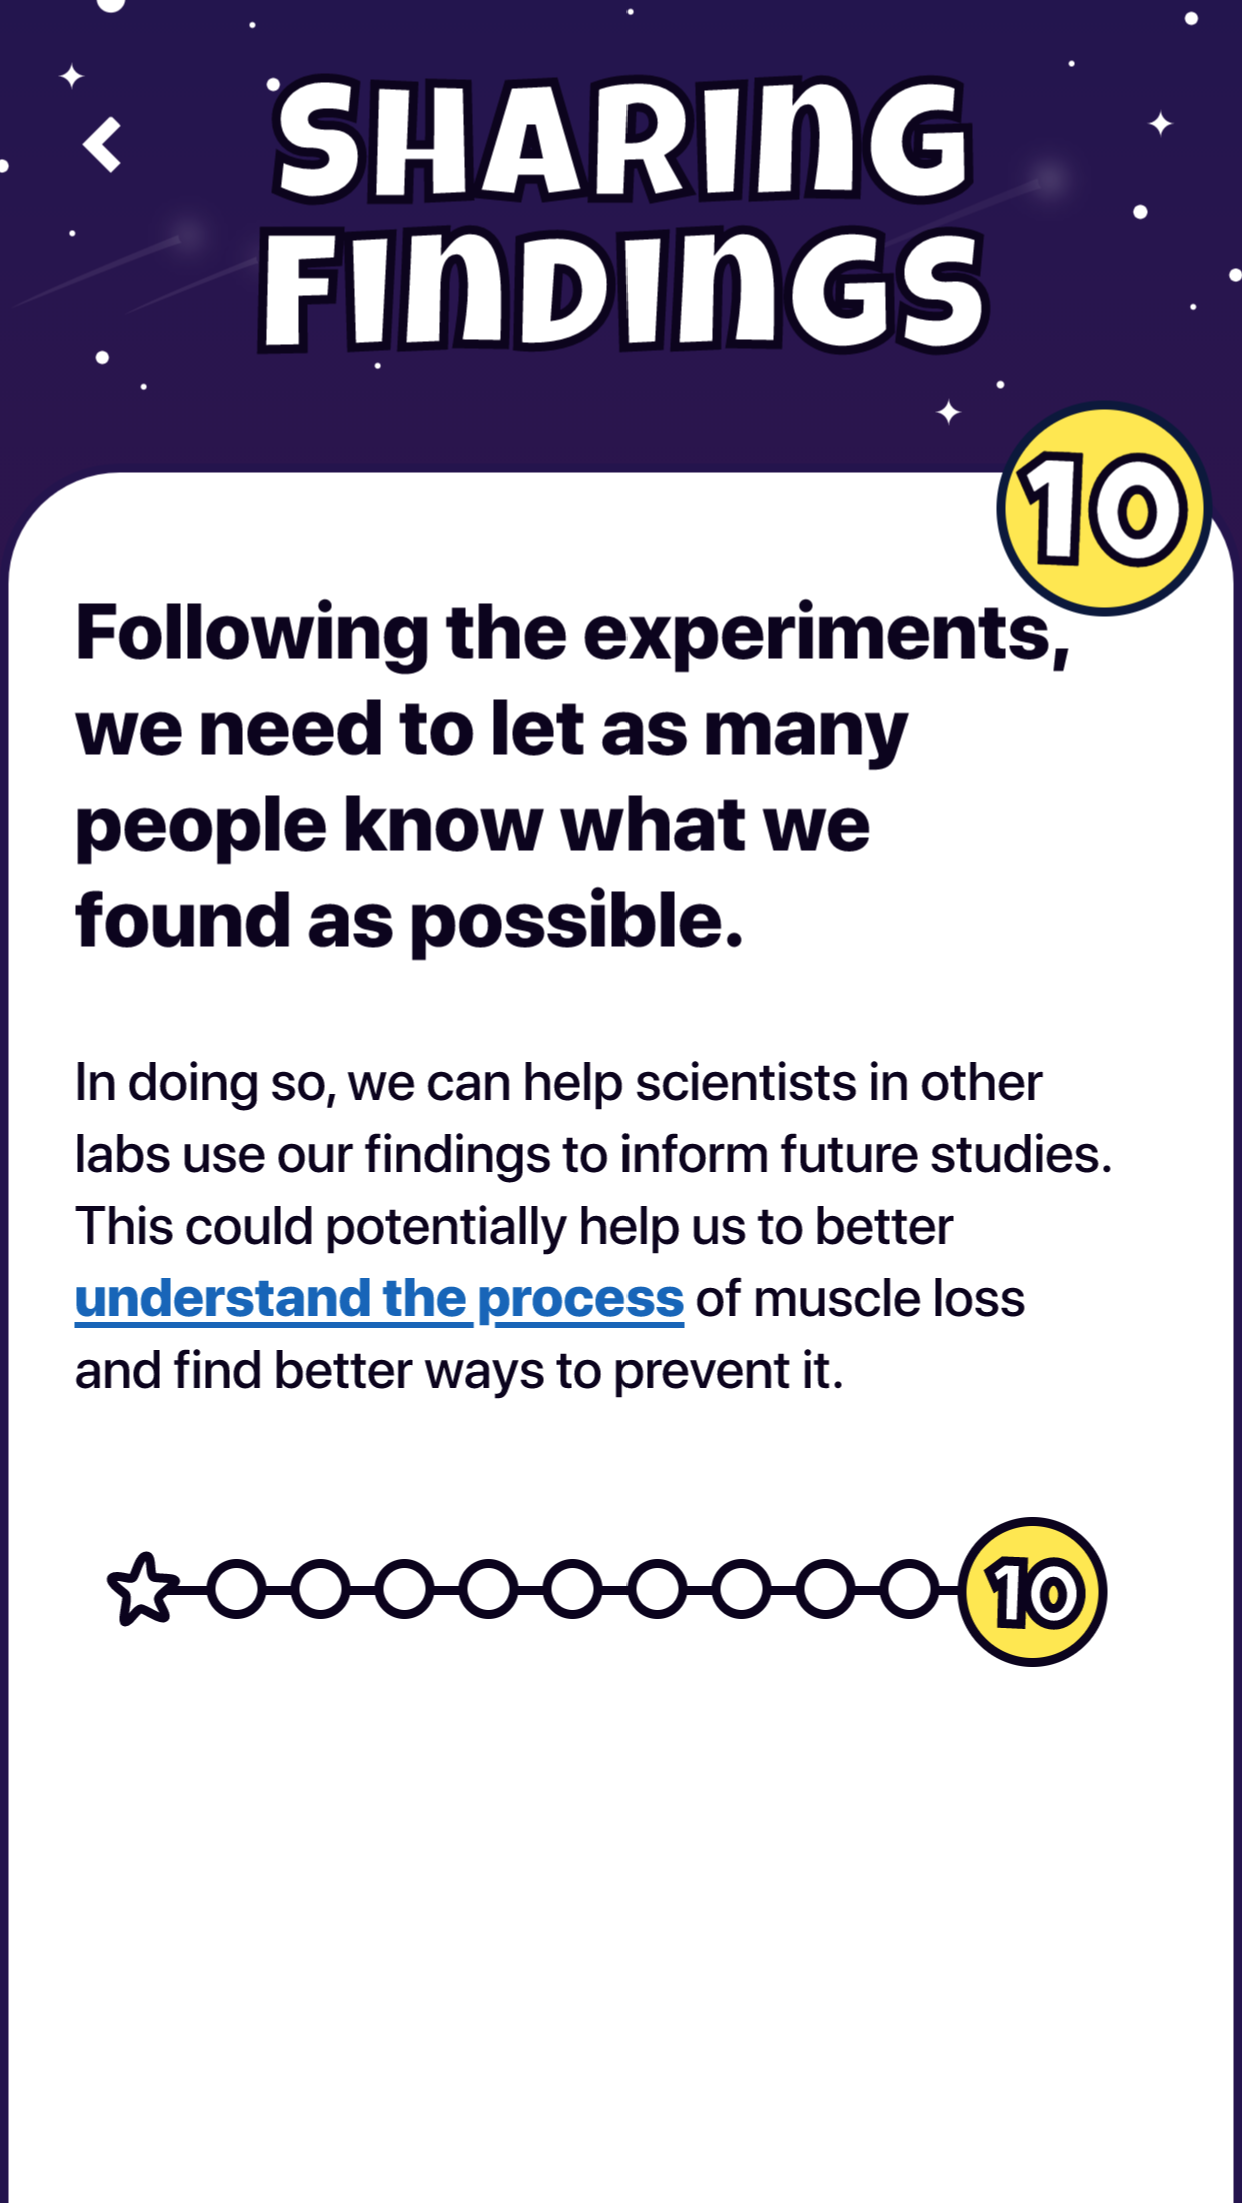 SHARING
FINDINGS
10
Following the experiments,
we need to let as many
people know what we
found as possible.
In doing so, we can help scientists in other
labs use our findings to inform future studies.
This could potentially help us to better
understand the process of muscle loss
and find better ways to prevent it.
10